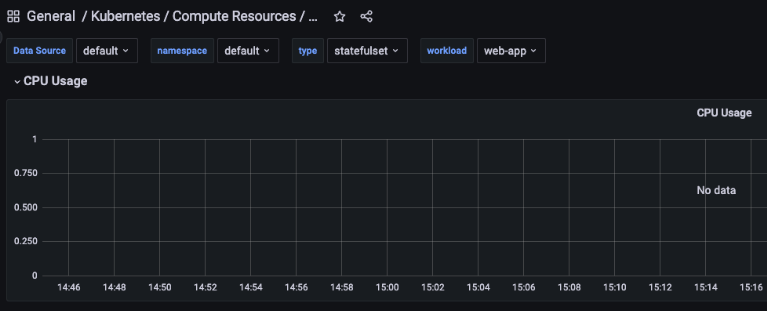 General / Kubernetes / Compute Resources / ...
Data Source default namespace default type statefulset workload web-app
CPU Usage
CPU Usage
1
0.750
No data
0.500
0.250
0
14:46 14:48 14:50 14:52 14:54 14:56 14:58 15:00 15:02 15:04 15:06 15:08 15:10 15:12 15:14 15:16